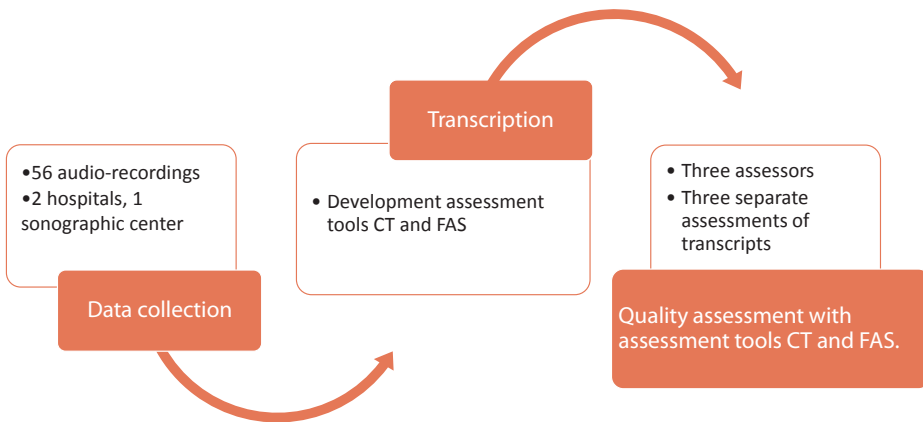 •56 audio-recordings
•2 hospitals, 1
sonographic center
Data collection
Transcription
• Development assessment
tools CT and FAS
• Three assessors
• Three separate
assessments of
transcripts
Quality assessment with
assessment tools CT and FAS.